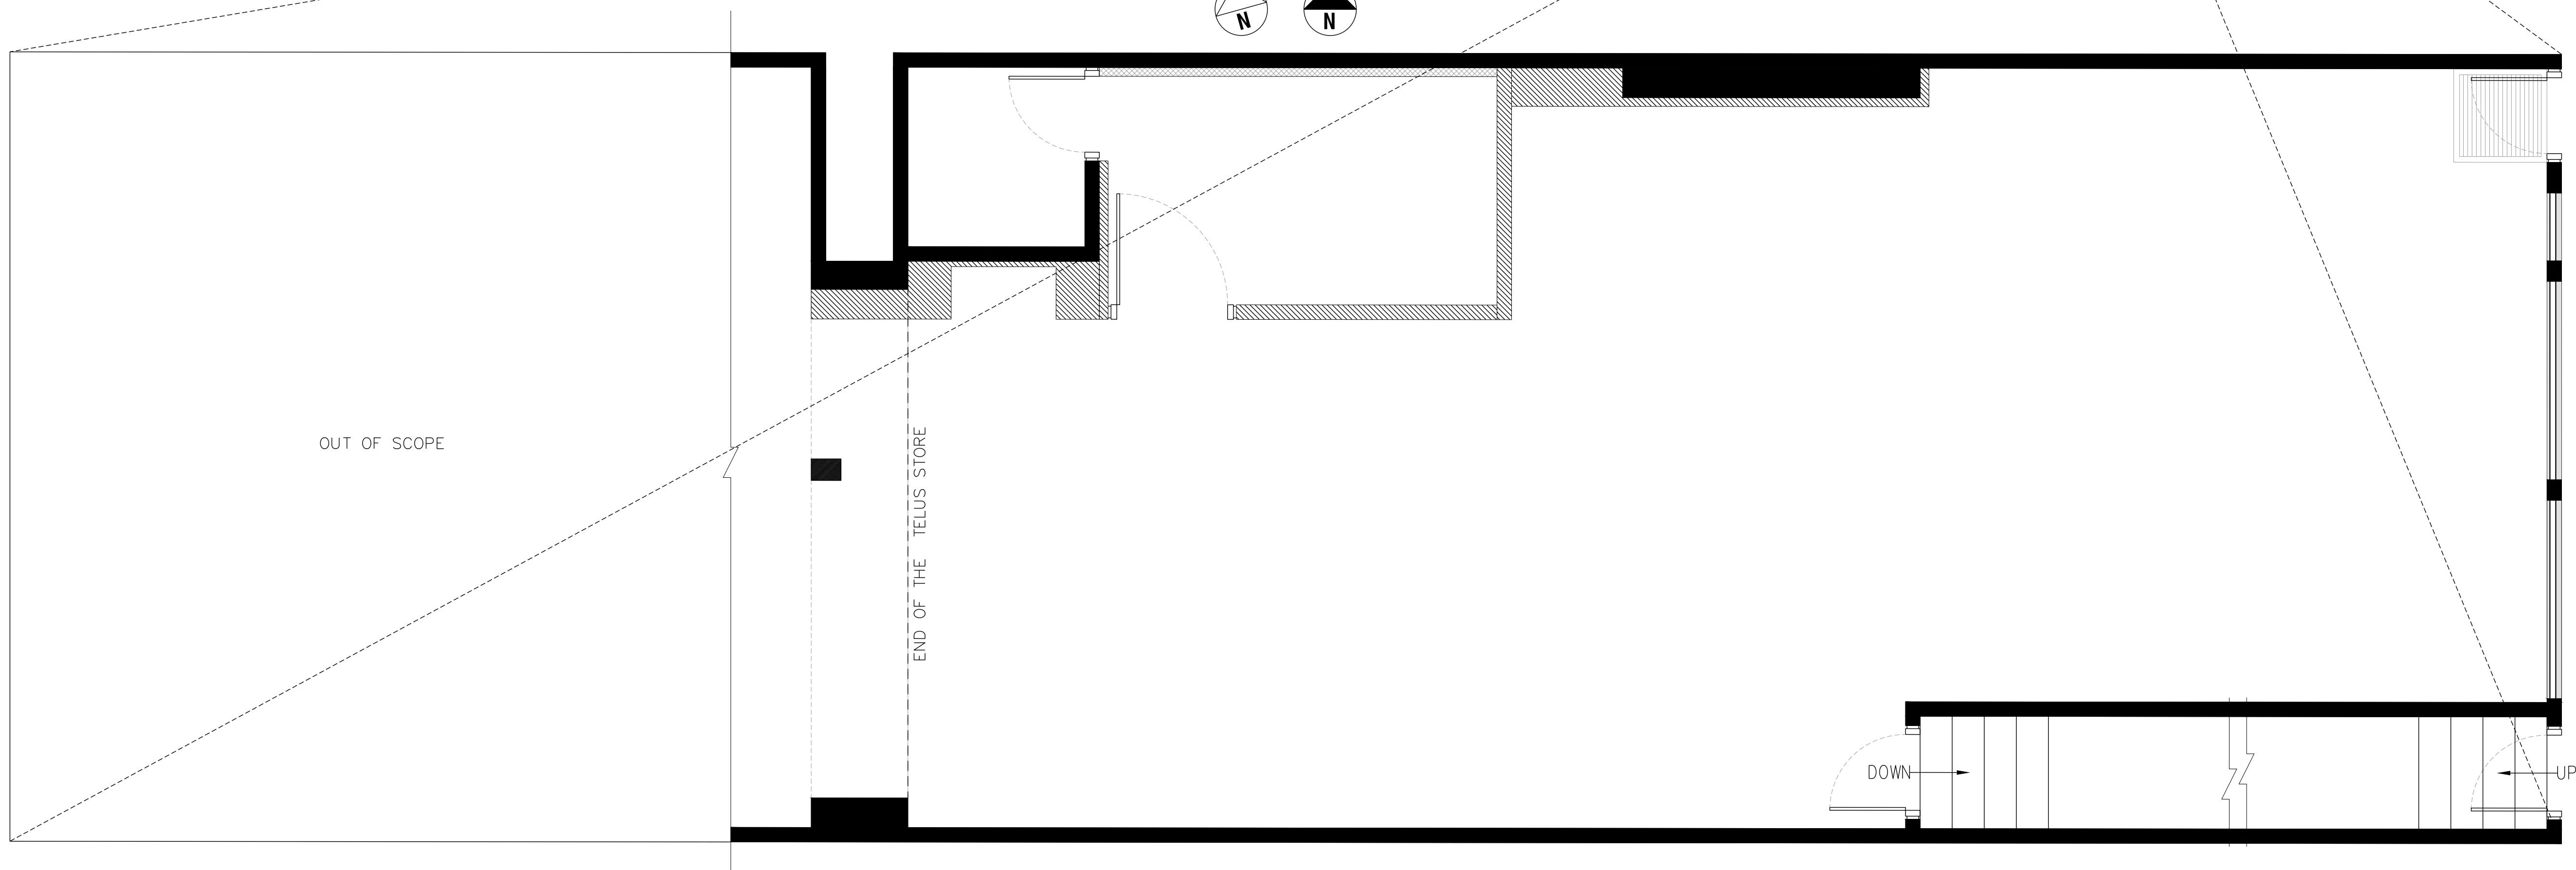 N
N
OUT OF SCOPE
END OF THE TELUS STORE
DOWN
UP